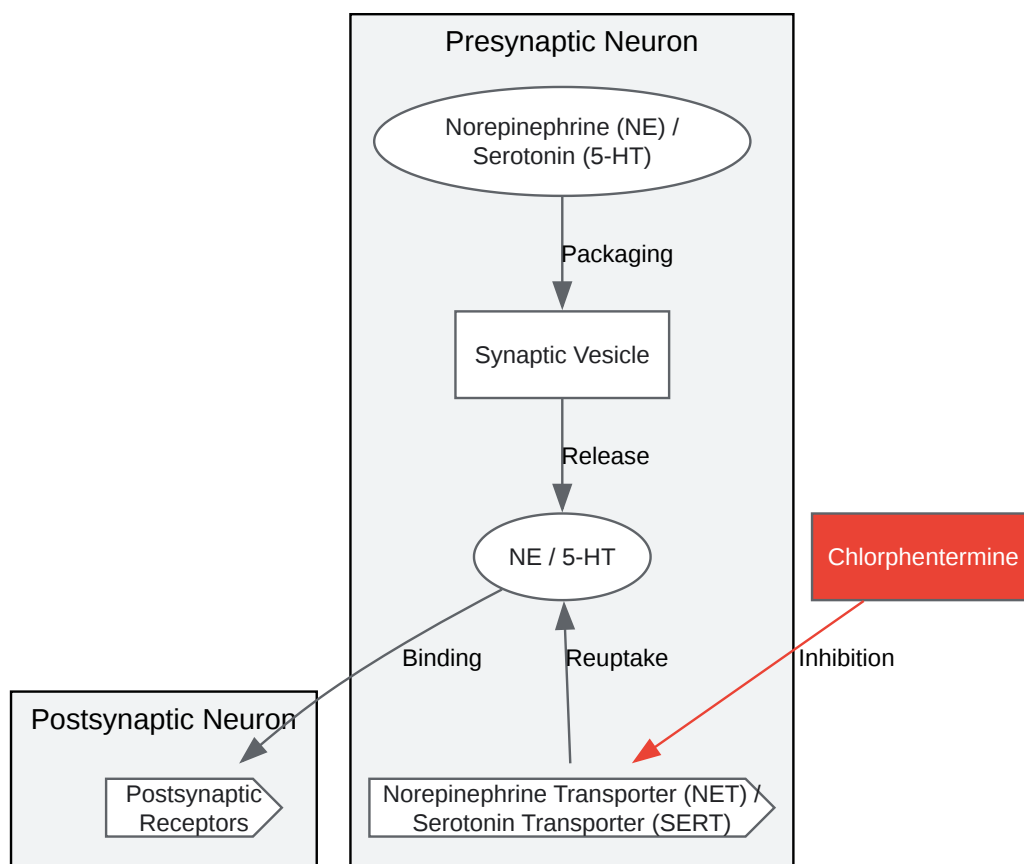 Presynaptic Neuron
Norepinephrine (NE) /
Serotonin (5-HT)
Packaging
Synaptic Vesicle
Release
NE / 5-HT
Chlorphentermine
Binding
Reuptake
Inhibition
Postsynaptic Neuron
Postsynaptic
Receptors
Norepinephrine Transporter (NET) /
Serotonin Transporter (SERT)